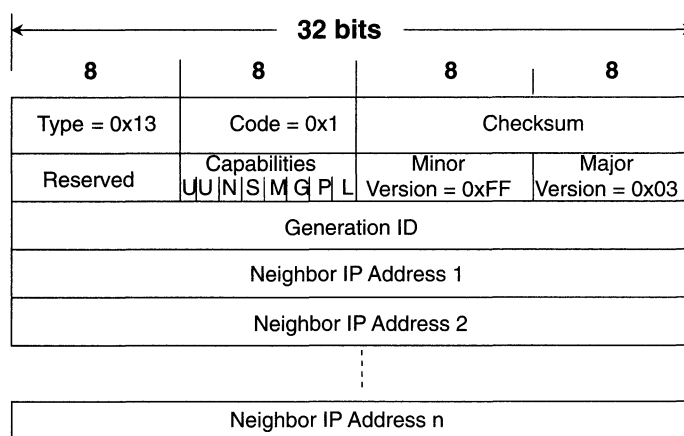 32 bits
8 8 8 8
Type = 0x13 Code = 0x1 Checksum
Reserved Capabilities Minor Major
U U N S M G P L Version = 0xFF Version = 0x03
Generation ID
Neighbor IP Address 1
Neighbor IP Address 2
Neighbor IP Address n